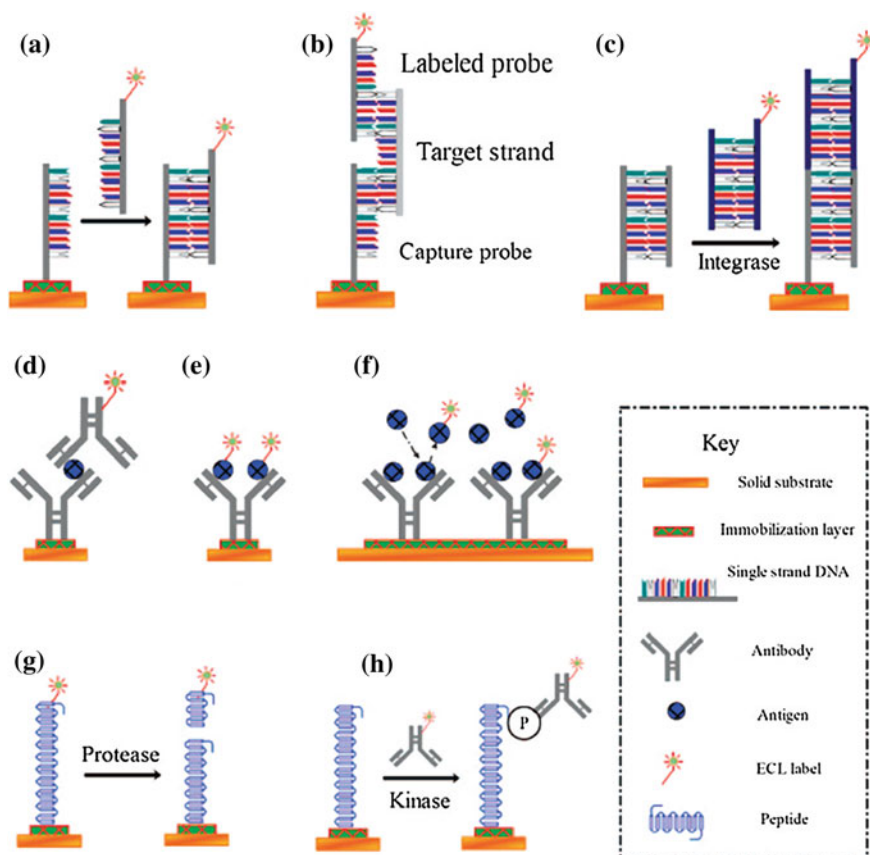 (a)
(b)
Labeled probe
Target strand
Capture probe
(c)
Integrase
(d)
(e)
(f)
(g)
Protease
(h)
P
Kinase
Key
Solid substrate
Immobilization layer
Single strand DNA
Antibody
Antigen
ECL label
Peptide